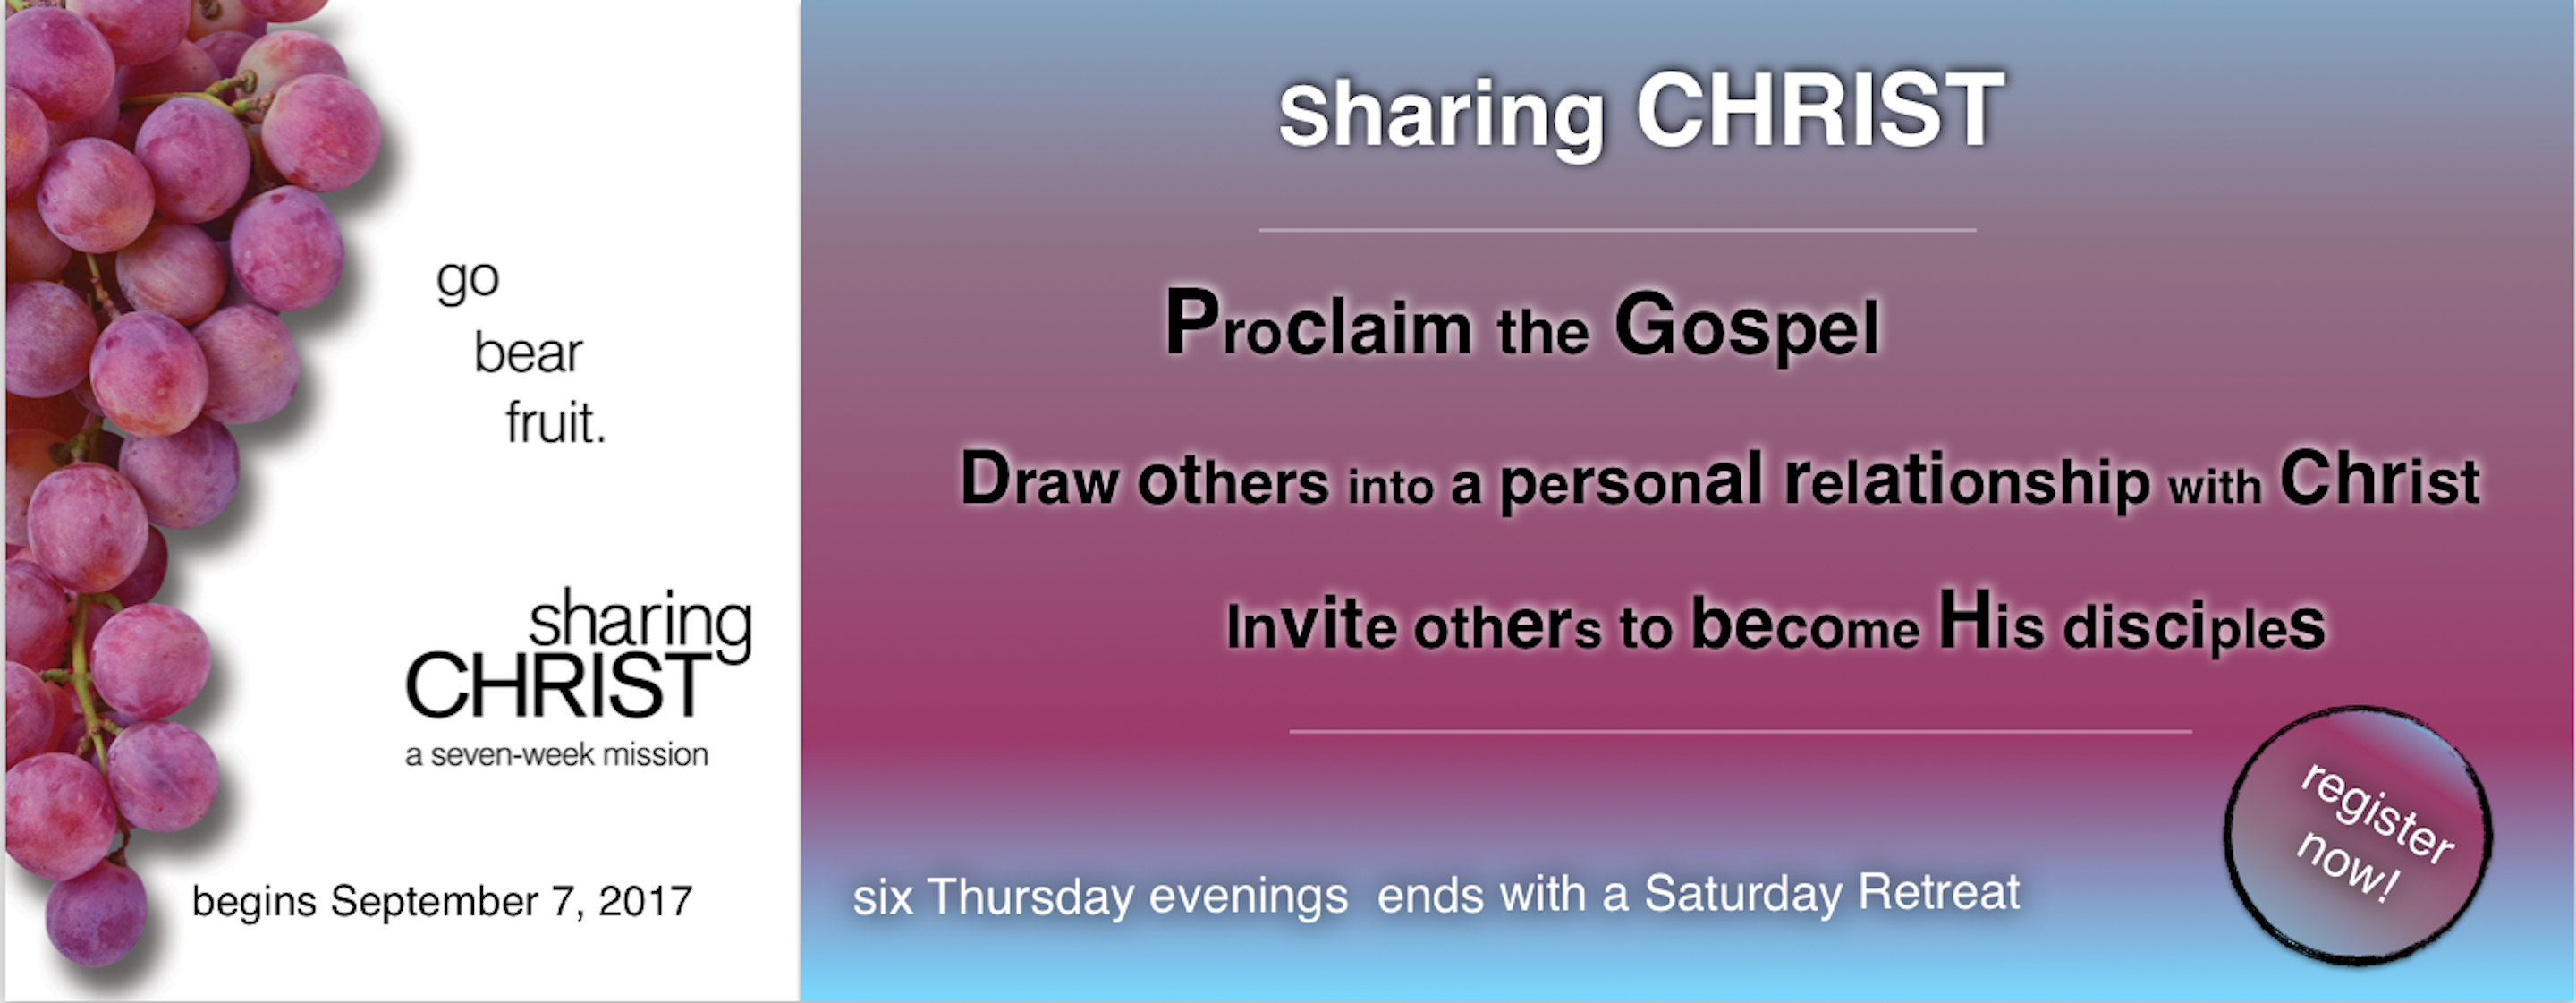 go
bear
fruit.
sharing
CHRIST
a seven-week mission
begins September 7, 2017
Sharing CHRIST
Proclaim the Gospel
Draw others into a personal relationship with Christ
Invite others to become His disciples
six Thursday evenings ends with a Saturday Retreat
register
now!